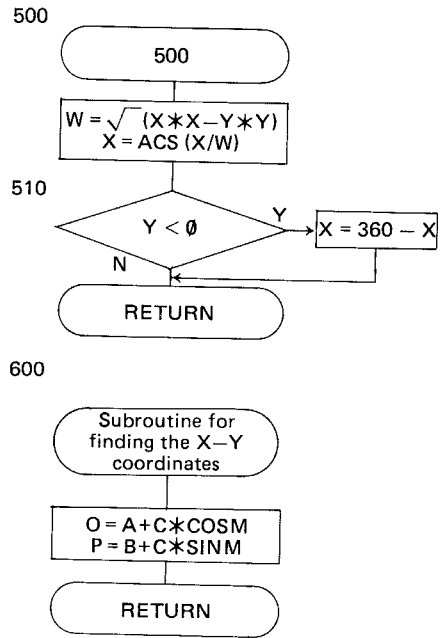 500
500
W = √ (X＊X–Y＊Y)
X = ACS (X/W)
510
Y < Ø
Y
X = 360 – X
N
RETURN
600
Subroutine for
finding the X–Y
coordinates
O = A+C＊COSM
P = B+C＊SINM
RETURN